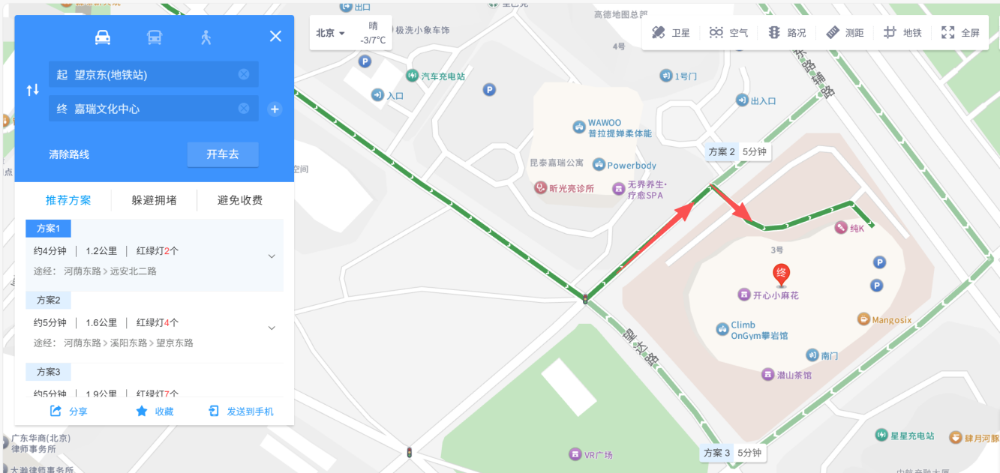 起 望京东(地铁站)
终 嘉瑞文化中心
清除路线
开车去
推荐方案
躲避拥堵
避免收费
方案1
约4分钟 | 1.2公里 | 红绿灯2个
途经： 河荫东路 > 远安北二路
方案2
约5分钟 | 1.6公里 | 红绿灯4个
途经： 河荫东路 > 溪阳东路 > 望京东路
方案3
约5分钟 | 1.9公里 | 红绿灯7个
分享
收藏
发送到手机
北京
晴
-3/7℃
卫星
空气
路况
测距
地铁
全屏
出口
极洗小象车饰
高德地图总部
4号
P
汽车充电站
入口
P
1号门
出入口
东路辅路
WAWOO
普拉提婵柔体能
昆泰嘉瑞公寓
Powerbody
昕光亮诊所
无界养生·
疗愈SPA
方案 2 5分钟
空间
点
纯K
3号
终
P
P
开心小麻花
Climb
OnGym攀岩馆
Mangosix
南门
潜山茶馆
望达路
VR广场
方案 3 5分钟
星星充电站
肆月河豚
广东华商(北京)
律师事务所
大瀚律师事务所